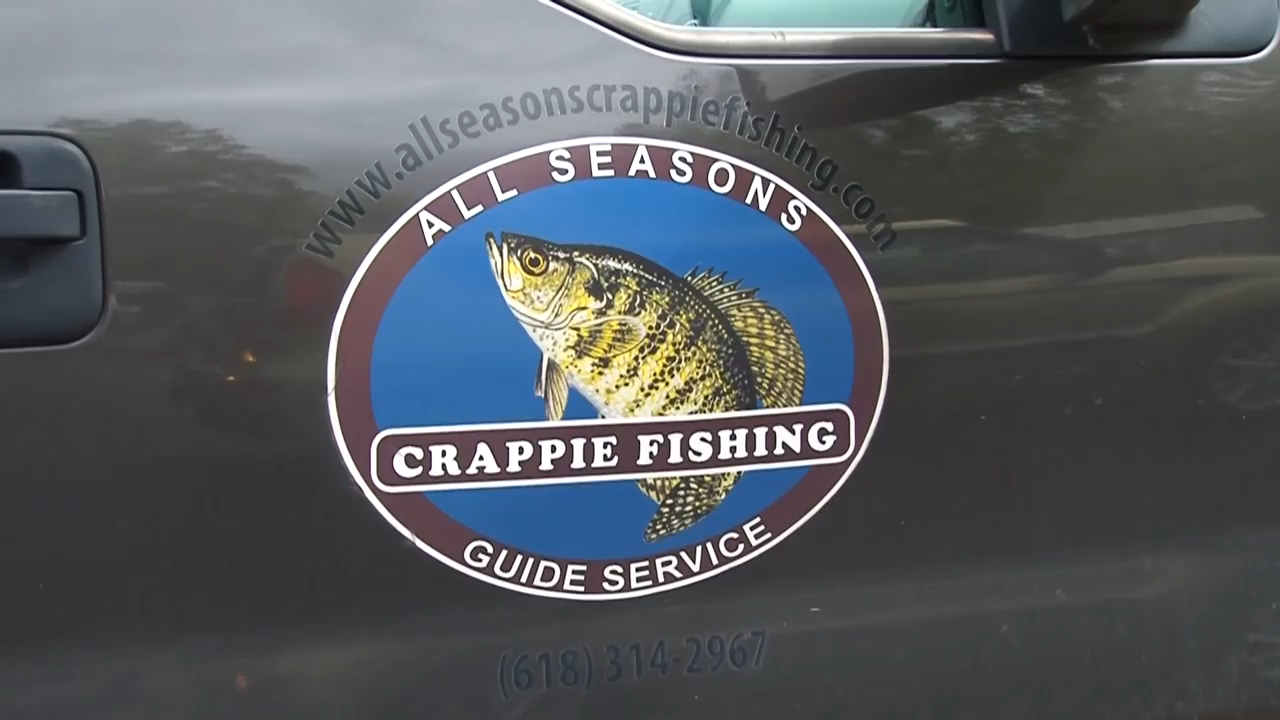 www.allseasonscrappiefishing.com
ALL SEASONS
CRAPPIE FISHING
GUIDE SERVICE
(618) 314-2967